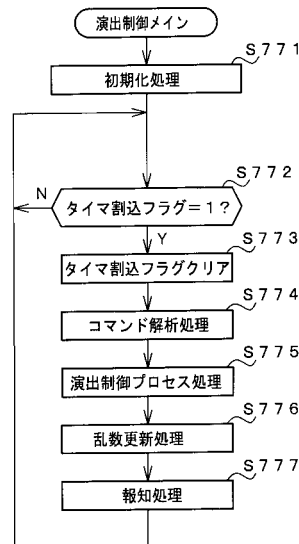 演出制御メイン
S771
初期化処理
S772
N
タイマ割込フラグ=1?
Y
S773
タイマ割込フラグクリア
S774
コマンド解析処理
S775
演出制御プロセス処理
S776
乱数更新処理
S777
報知処理